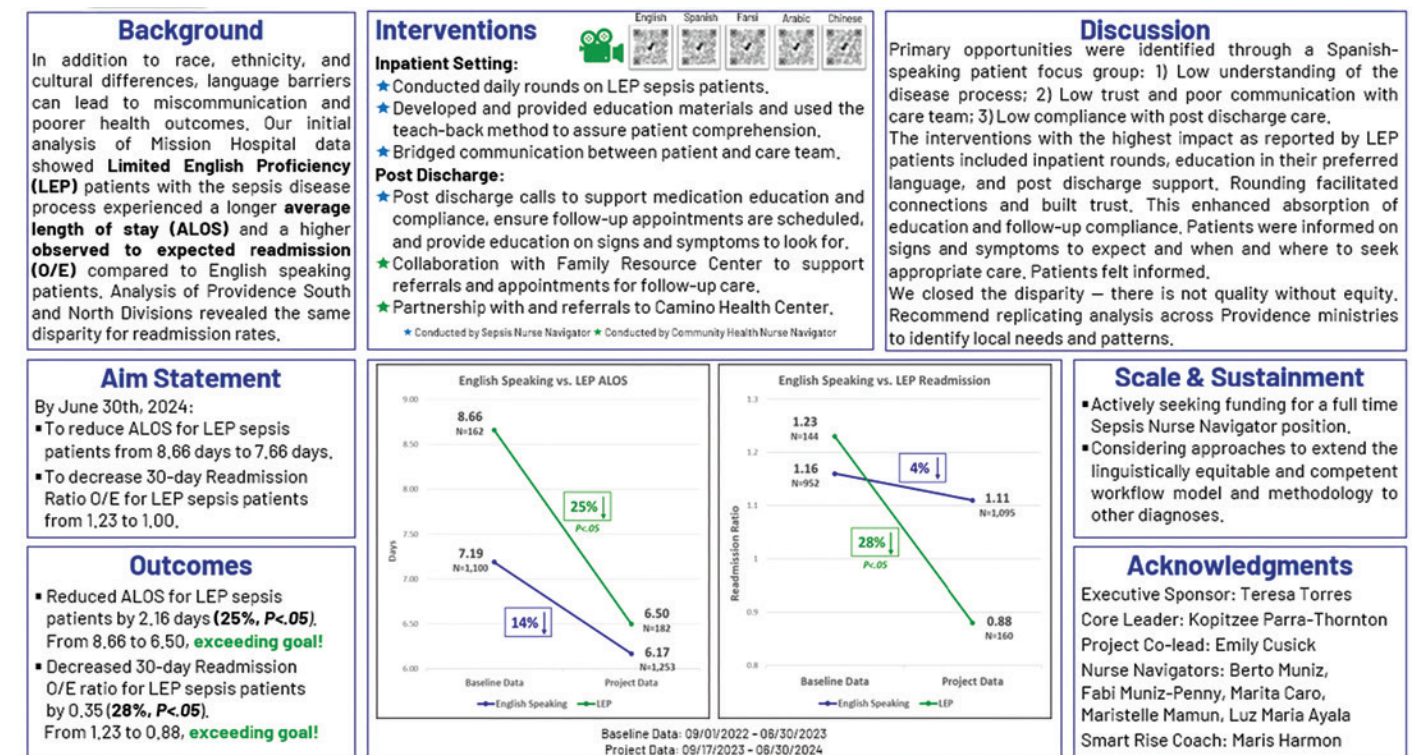 Background
In addition to race, ethnicity, and
cultural differences, language barriers
can lead to miscommunication and
poorer health outcomes. Our initial
analysis of Mission Hospital data
showed Limited English Proficiency
(LEP) patients with the sepsis disease
process experienced a longer average
length of stay (ALOS) and a higher
observed to expected readmission
(O/E) compared to English speaking
patients. Analysis of Providence South
and North Divisions revealed the same
disparity for readmission rates.
Interventions
English Spanish Farsi Arabic Chinese
Inpatient Setting:
★Conducted daily rounds on LEP sepsis patients.
★Developed and provided education materials and used the
teach-back method to assure patient comprehension.
★Bridged communication between patient and care team.
Post Discharge:
★Post discharge calls to support medication education and
compliance, ensure follow-up appointments are scheduled,
and provide education on signs and symptoms to look for.
★Collaboration with Family Resource Center to support
referrals and appointments for follow-up care.
★Partnership with and referrals to Camino Health Center.
★ Conducted by Sepsis Nurse Navigator ★ Conducted by Community Health Nurse Navigator
Discussion
Primary opportunities were identified through a Spanish-
speaking patient focus group: 1) Low understanding of the
disease process; 2) Low trust and poor communication with
care team; 3) Low compliance with post discharge care.
The interventions with the highest impact as reported by LEP
patients included inpatient rounds, education in their preferred
language, and post discharge support. Rounding facilitated
connections and built trust. This enhanced absorption of
education and follow-up compliance. Patients were informed on
signs and symptoms to expect and when and where to seek
appropriate care. Patients felt informed.
We closed the disparity – there is not quality without equity.
Recommend replicating analysis across Providence ministries
to identify local needs and patterns.
Aim Statement
By June 30th, 2024:
▪To reduce ALOS for LEP sepsis
patients from 8.66 days to 7.66 days.
▪To decrease 30-day Readmission
Ratio O/E for LEP sepsis patients
from 1.23 to 1.00.
Outcomes
▪ Reduced ALOS for LEP sepsis
patients by 2.16 days (25%, P<.05).
From 8.66 to 6.50, exceeding goal!
▪ Decreased 30-day Readmission
O/E ratio for LEP sepsis patients
by 0.35 (28%, P<.05).
From 1.23 to 0.88, exceeding goal!
English Speaking vs. LEP ALOS
9.00
8.50
8.00
7.50
7.00
6.50
6.00
Days
8.66
N=162
25%
P<.05
7.19
N=1,100
14%
6.50
N=182
6.17
N=1,253
Baseline Data Project Data
English Speaking LEP
English Speaking vs. LEP Readmission
1.3
1.2
1.1
1
0.9
0.8
Readmission Ratio
1.23
N=144
1.16
N=952
4%
1.11
N=1,095
28%
P<.05
0.88
N=160
Baseline Data Project Data
English Speaking LEP
Baseline Data: 09/01/2022 - 06/30/2023
Project Data: 09/17/2023 - 06/30/2024
Scale & Sustainment
▪Actively seeking funding for a full time
Sepsis Nurse Navigator position.
▪Considering approaches to extend the
linguistically equitable and competent
workflow model and methodology to
other diagnoses.
Acknowledgments
Executive Sponsor: Teresa Torres
Core Leader: Kopitzee Parra-Thornton
Project Co-lead: Emily Cusick
Nurse Navigators: Berto Muniz,
Fabi Muniz-Penny, Marita Caro,
Maristelle Mamun, Luz Maria Ayala
Smart Rise Coach: Maris Harmon